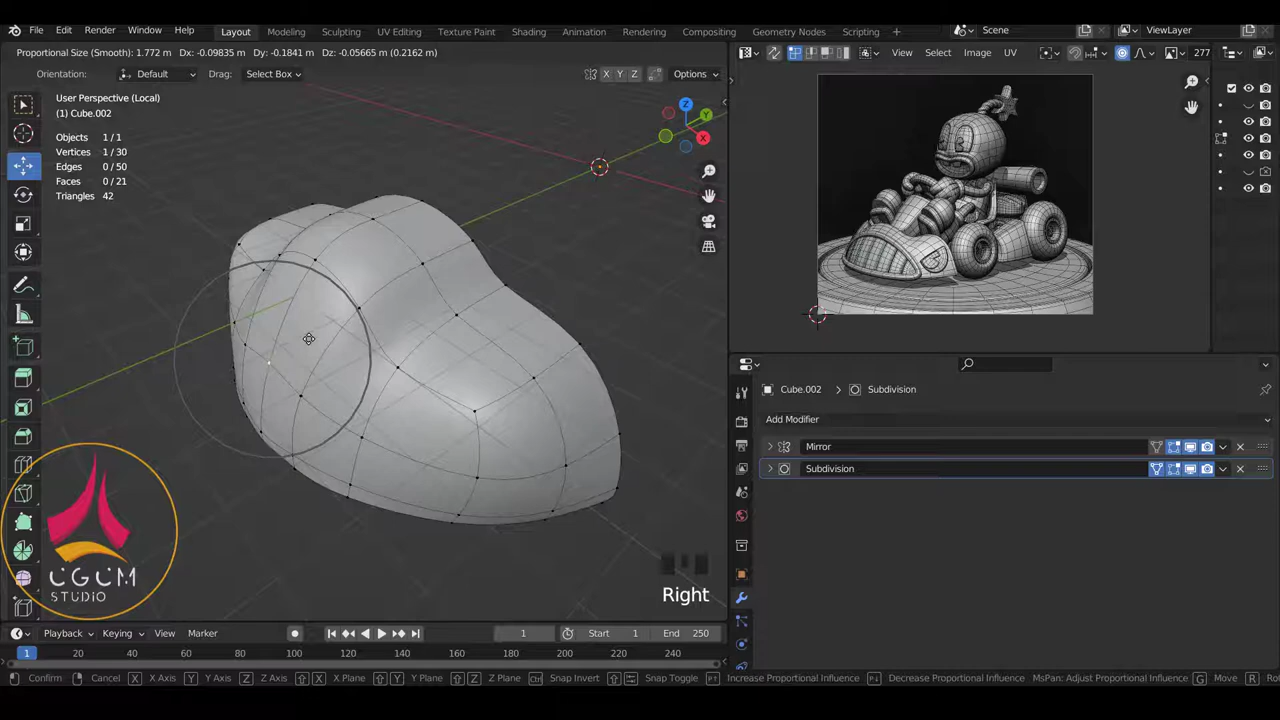 File Edit Render Window Help Layout Modeling Sculpting UV Editing Texture Paint Shading Animation Rendering Compositing Geometry Nodes Scripting + Scene ViewLayer
Proportional Size (Smooth): 1.772 m Dx: -0.09835 m Dy: -0.1841 m Dz: -0.05665 m (0.2162 m)
View Select Image UV 277
Orientation: Default Drag: Select Box X Y Z Options
User Perspective (Local)
(1) Cube.002
Objects 1/1
Vertices 1/30
Edges 0/50
Faces 0/21
Triangles 42
Z
Y
X
Cube.002 Subdivision
Add Modifier
Mirror
Subdivision
CGCM
STUDIO
Right
Playback Keying View Marker 1 Start 1 End 250
1 20 40 60 80 100 120 140 160 180 200 220 240
Confirm Cancel X X Axis Y Y Axis Z Z Axis X X Plane Y Y Plane Z Z Plane Ctrl Snap Invert Snap Toggle Increase Proportional Influence Decrease Proportional Influence MsPan: Adjust Proportional Influence G Move R Ro